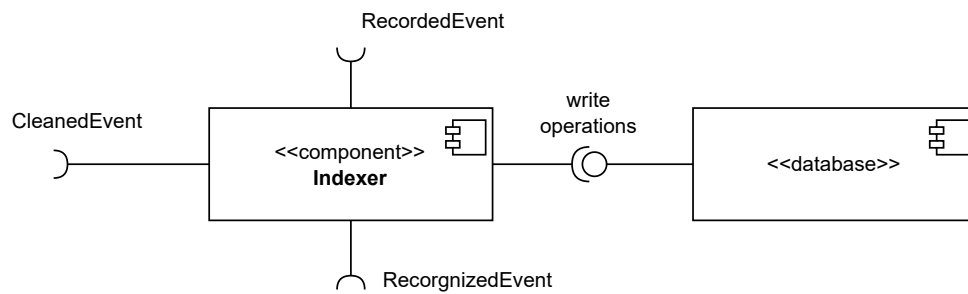 RecordedEvent
CleanedEvent
<<component>>
Indexer
write
operations
<<database>>
RecorgnizedEvent